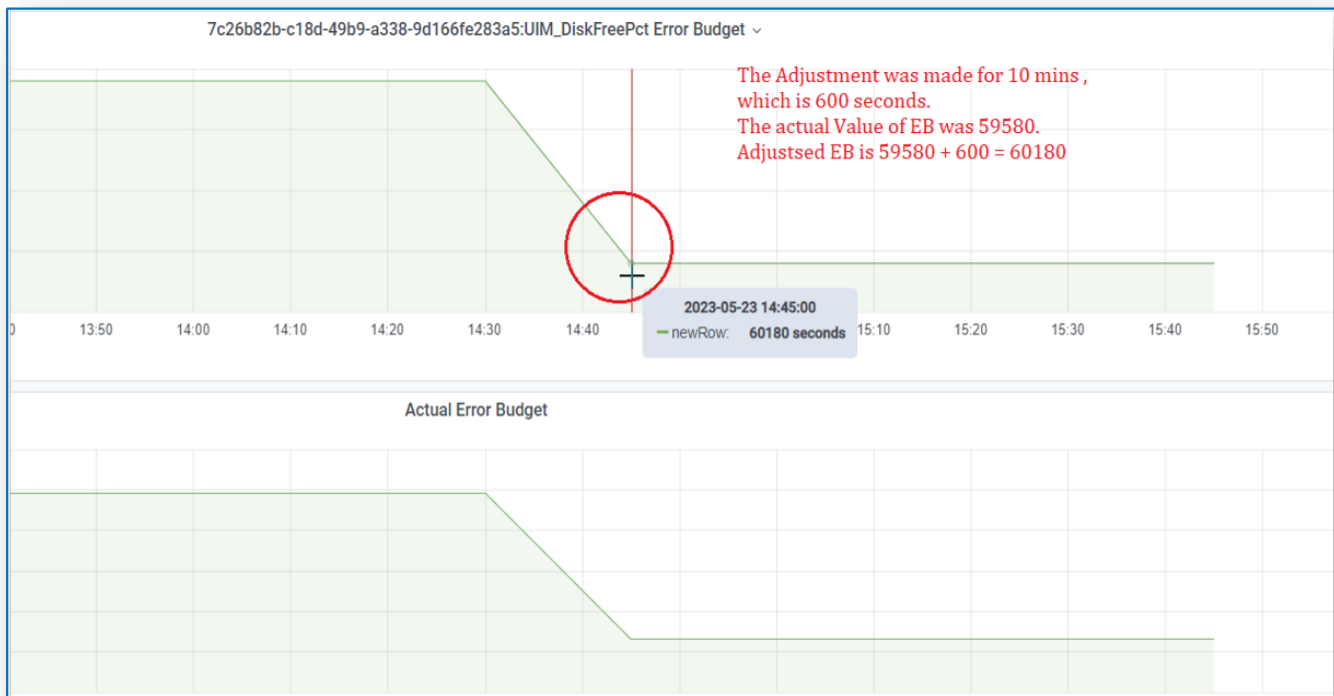 7c26b82b-c18d-49b9-a338-9d166fe283a5:UIM_DiskFreePct Error Budget
The Adjustment was made for 10 mins ,
which is 600 seconds.
The actual Value of EB was 59580.
Adjustsed EB is 59580 + 600 = 60180
2023-05-23 14:45:00
newRow: 60180 seconds
0 13:50 14:00 14:10 14:20 14:30 14:40 15:10 15:20 15:30 15:40 15:50
Actual Error Budget